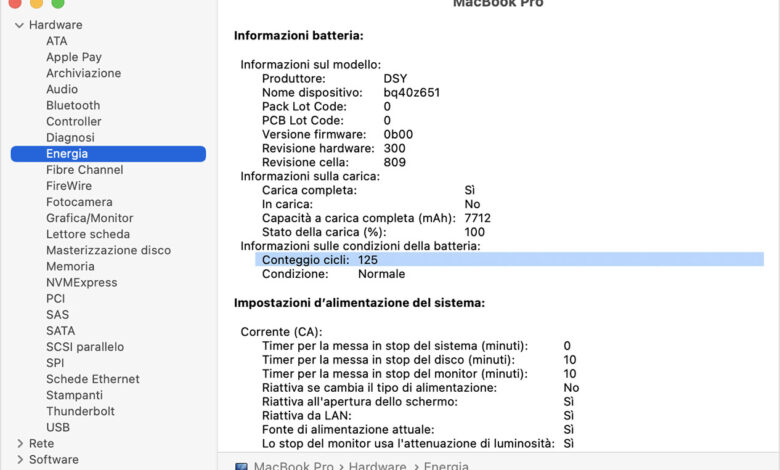 MacBook Pro
Hardware
ATA
Apple Pay
Archiviazione
Audio
Bluetooth
Controller
Diagnosi
Energia
Fibre Channel
FireWire
Fotocamera
Grafica/Monitor
Lettore scheda
Masterizzazione disco
Memoria
NVMExpress
PCI
SAS
SATA
SCSI parallelo
SPI
Schede Ethernet
Stampanti
Thunderbolt
USB
Rete
Software
Informazioni batteria:
Informazioni sul modello:
Produttore: DSY
Nome dispositivo: bq40z651
Pack Lot Code: 0
PCB Lot Code: 0
Versione firmware: 0b00
Revisione hardware: 300
Revisione cella: 809
Informazioni sulla carica:
Carica completa: Sì
In carica: No
Capacità a carica completa (mAh): 7712
Stato della carica (%): 100
Informazioni sulle condizioni della batteria:
Conteggio cicli: 125
Condizione: Normale
Impostazioni d’alimentazione del sistema:
Corrente (CA):
Timer per la messa in stop del sistema (minuti): 0
Timer per la messa in stop del disco (minuti): 10
Timer per la messa in stop del monitor (minuti): 10
Riattiva se cambia il tipo di alimentazione: No
Riattiva all'apertura dello schermo: Sì
Riattiva da LAN: Sì
Fonte di alimentazione attuale: Sì
Lo stop del monitor usa l'attenuazione di luminosità: Sì
MacBook Pro › Hardware › Energia